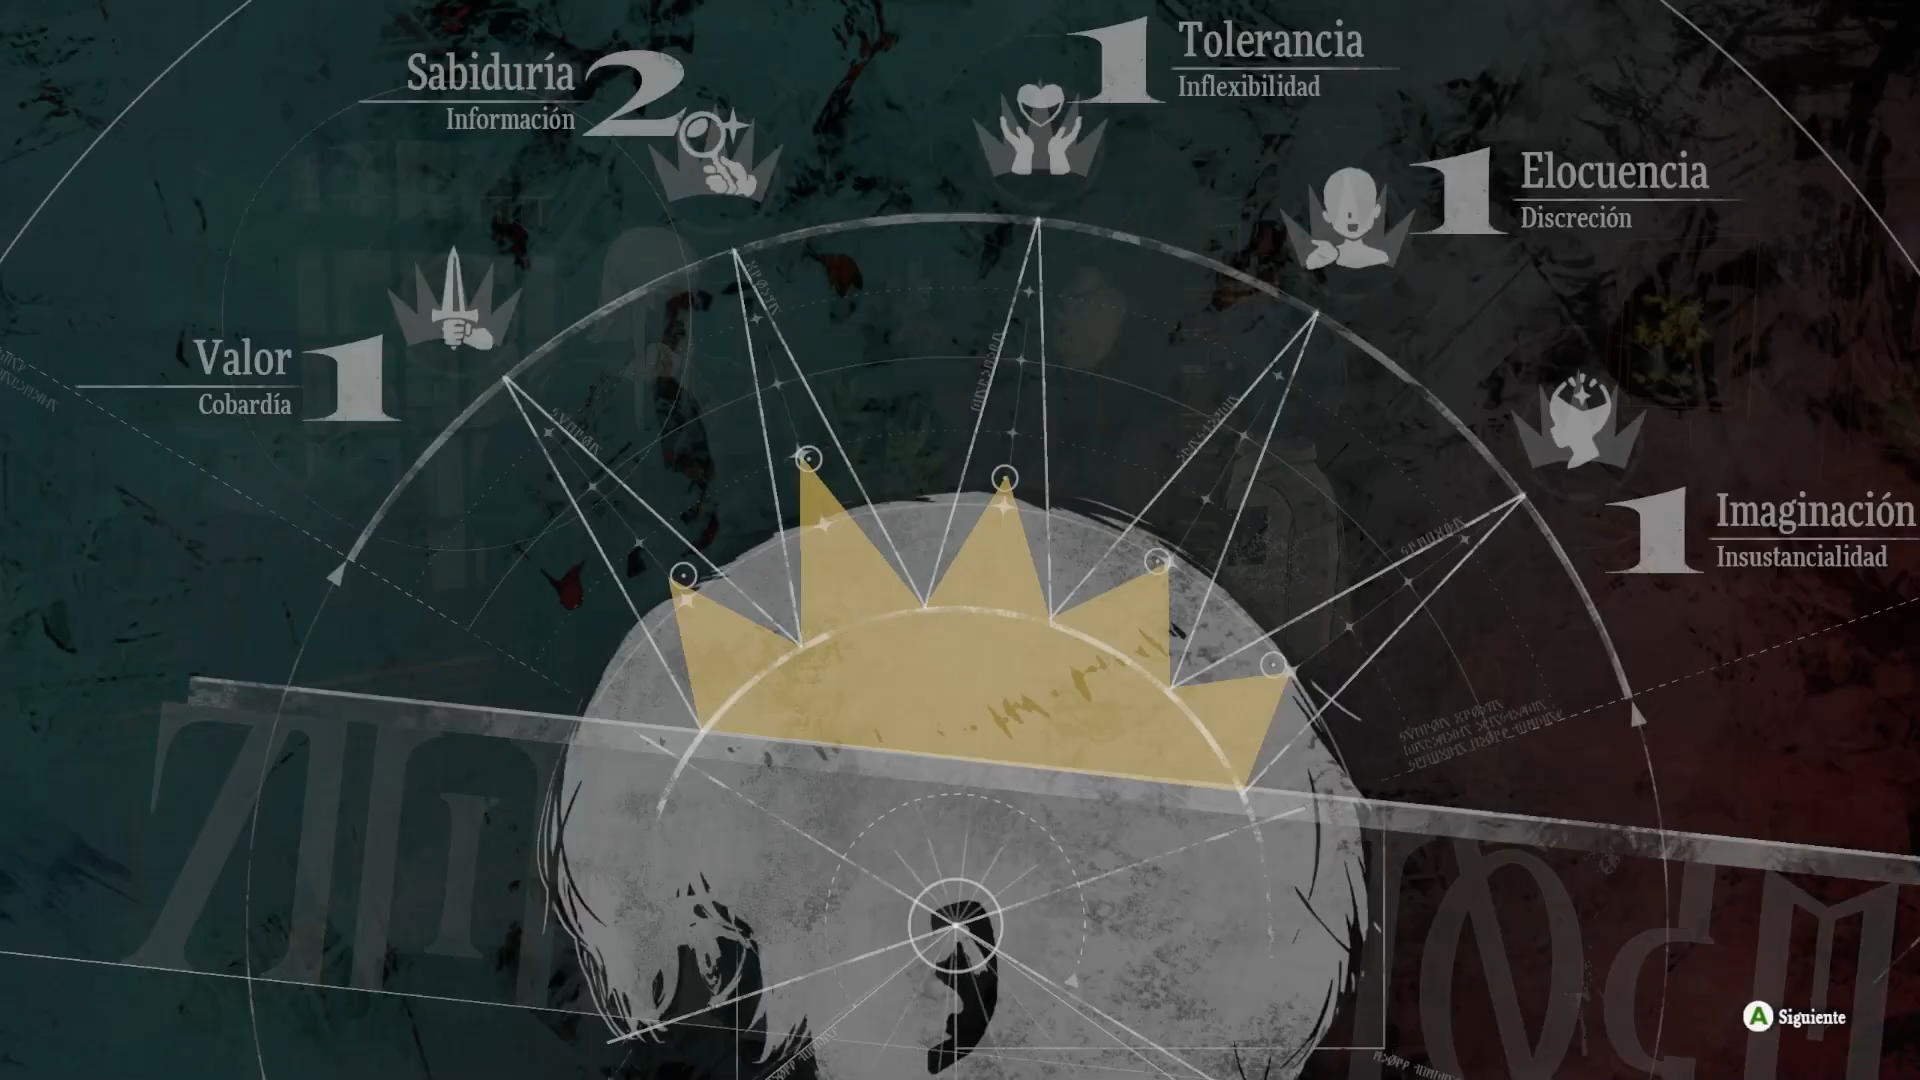 Sabiduría
2
Información
1
Tolerancia
Inflexibilidad
1
Elocuencia
Discreción
Valor
1
Cobardía
1
Imaginación
Insustancialidad
A Siguiente